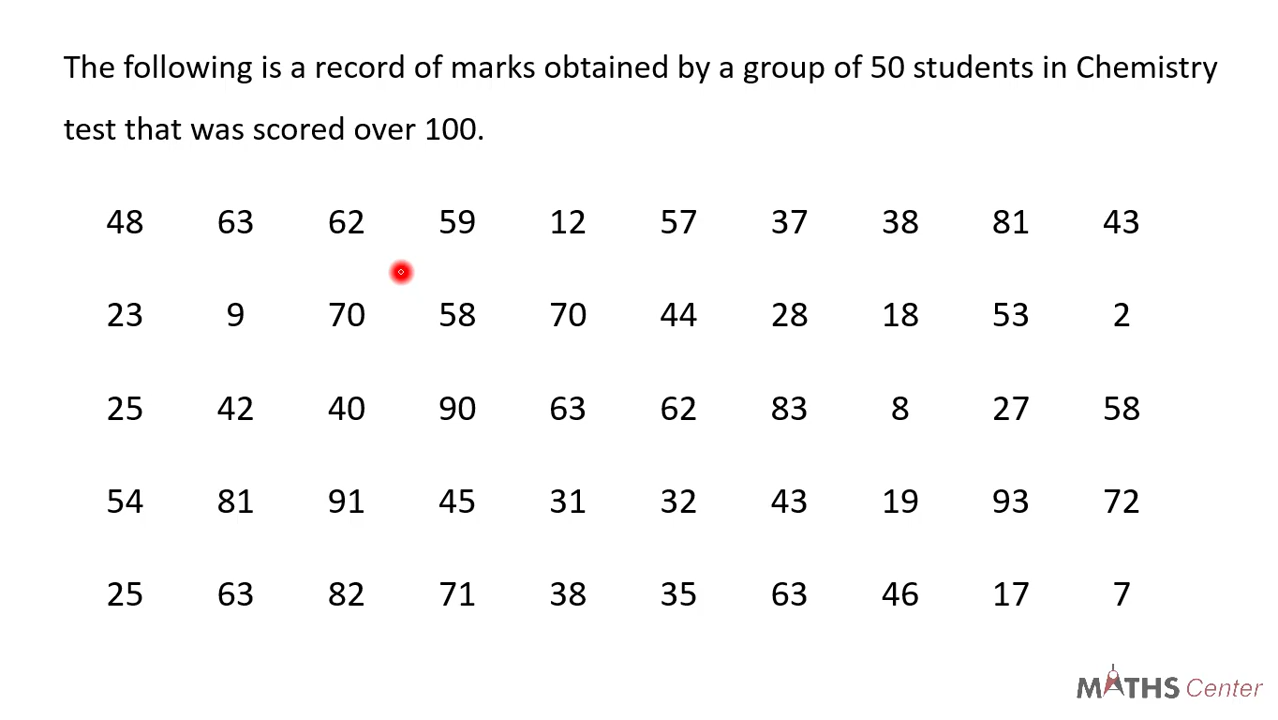 The following is a record of marks obtained by a group of 50 students in Chemistry
test that was scored over 100.
48 63 62 59 12 57 37 38 81 43
23 9 70 58 70 44 28 18 53 2
25 42 40 90 63 62 83 8 27 58
54 81 91 45 31 32 43 19 93 72
25 63 82 71 38 35 63 46 17 7
MATHS Center